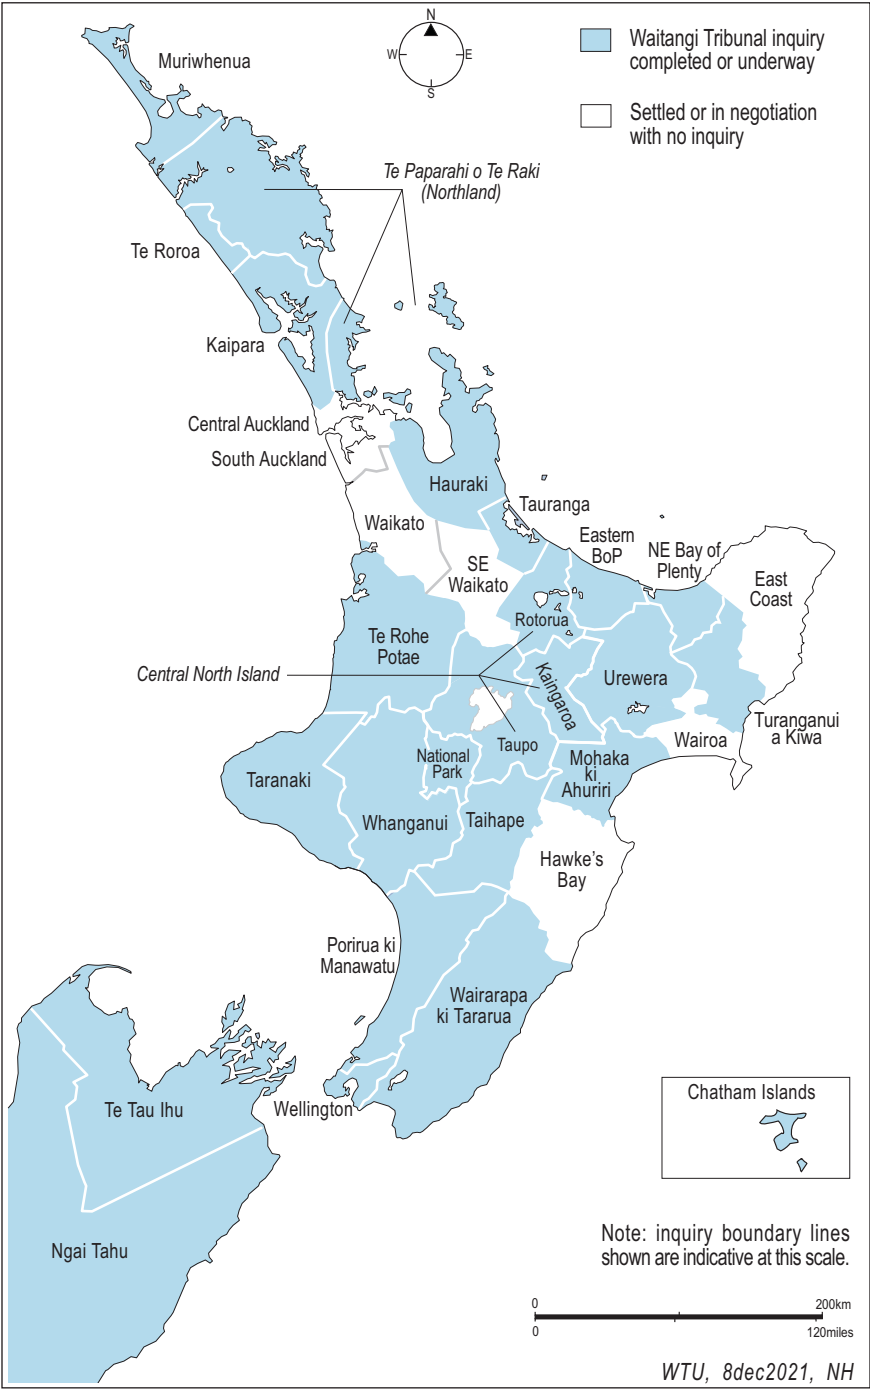 N
W
E
S
Waitangi Tribunal inquiry
completed or underway
Settled or in negotiation
with no inquiry
Muriwhenua
Te Paparahi o Te Raki
(Northland)
Te Roroa
Kaipara
Central Auckland
South Auckland
Hauraki
Tauranga
Waikato
Eastern
BoP
NE Bay of
Plenty
SE
Waikato
East
Coast
Rotorua
Te Rohe
Potae
Central North Island
Kaingaroa
Urewera
Turanganui
a Kiwa
Taupo
Wairoa
National
Park
Mohaka
ki
Ahuriri
Taranaki
Whanganui
Taihape
Hawke's
Bay
Porirua ki
Manawatu
Wairarapa
ki Tararua
Te Tau Ihu
Wellington
Chatham Islands
Ngai Tahu
Note: inquiry boundary lines
shown are indicative at this scale.
0
200km
0
120miles
WTU, 8dec2021, NH